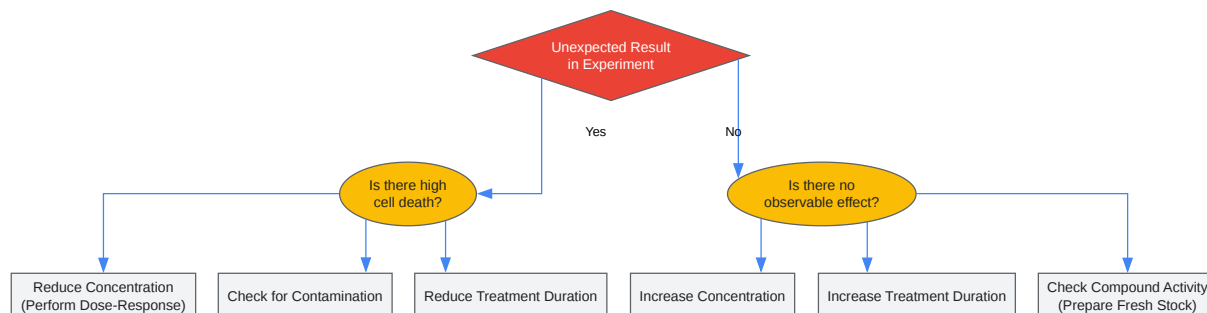 Unexpected Result
in Experiment
Yes
No
Is there high
cell death?
Is there no
observable effect?
Reduce Concentration
(Perform Dose-Response)
Check for Contamination
Reduce Treatment Duration
Increase Concentration
Increase Treatment Duration
Check Compound Activity
(Prepare Fresh Stock)